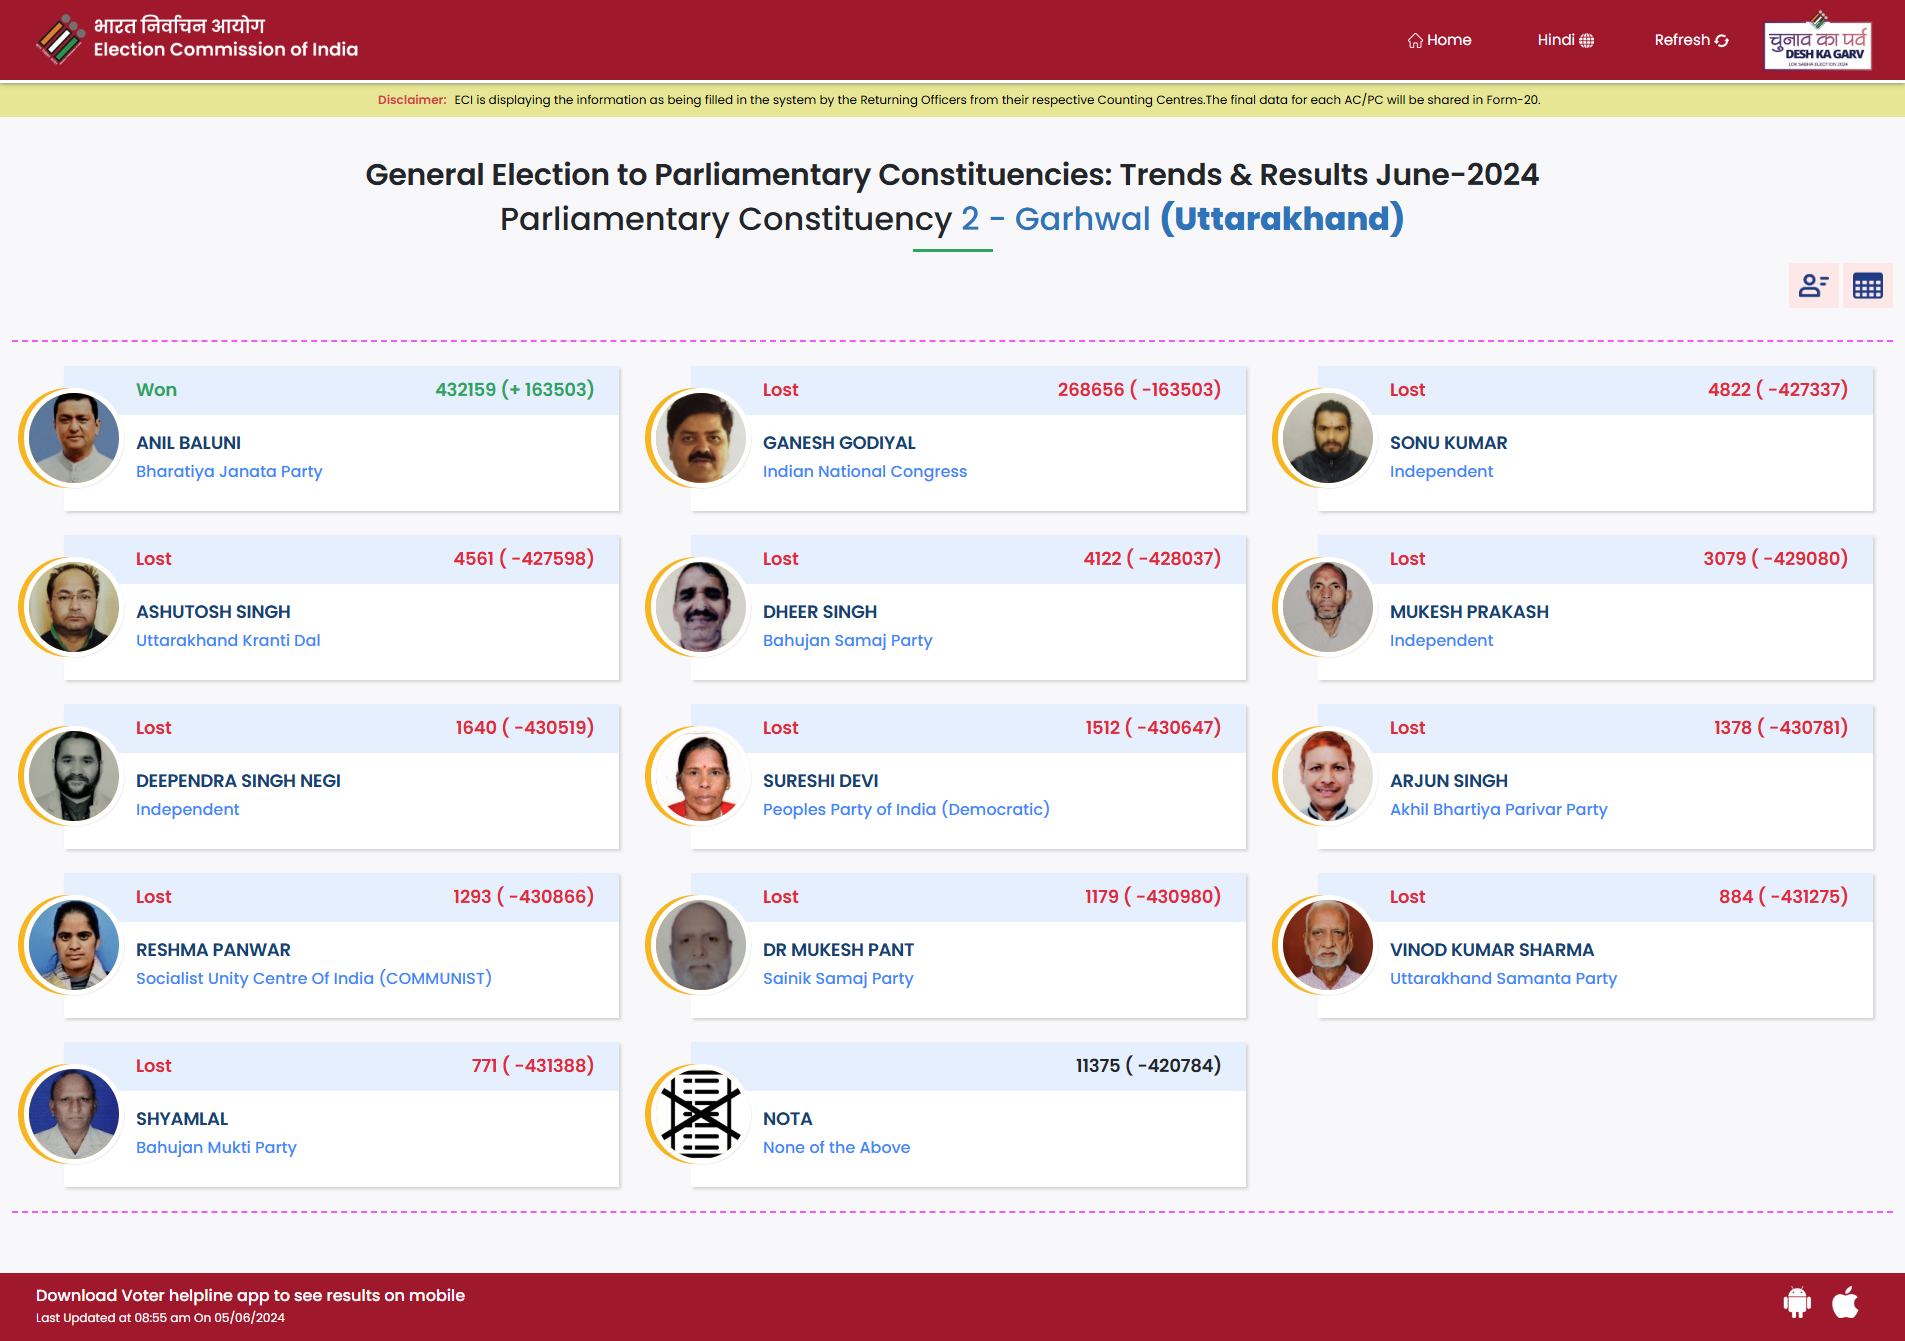 भारत निर्वाचन आयोग
Election Commission of India
Home
Hindi
Refresh
चुनाव का पर्व
DESH KA GARV
LOK SABHA ELECTION 2024
Disclaimer: ECI is displaying the information as being filled in the system by the Returning Officers from their respective Counting Centres.The final data for each AC/PC will be shared in Form-20.
General Election to Parliamentary Constituencies: Trends & Results June-2024
Parliamentary Constituency 2 - Garhwal (Uttarakhand)
Won 432159 (+ 163503)
ANIL BALUNI
Bharatiya Janata Party
Lost 268656 ( -163503)
GANESH GODIYAL
Indian National Congress
Lost 4822 ( -427337)
SONU KUMAR
Independent
Lost 4561 ( -427598)
ASHUTOSH SINGH
Uttarakhand Kranti Dal
Lost 4122 ( -428037)
DHEER SINGH
Bahujan Samaj Party
Lost 3079 ( -429080)
MUKESH PRAKASH
Independent
Lost 1640 ( -430519)
DEEPENDRA SINGH NEGI
Independent
Lost 1512 ( -430647)
SURESHI DEVI
Peoples Party of India (Democratic)
Lost 1378 ( -430781)
ARJUN SINGH
Akhil Bhartiya Parivar Party
Lost 1293 ( -430866)
RESHMA PANWAR
Socialist Unity Centre Of India (COMMUNIST)
Lost 1179 ( -430980)
DR MUKESH PANT
Sainik Samaj Party
Lost 884 ( -431275)
VINOD KUMAR SHARMA
Uttarakhand Samanta Party
Lost 771 ( -431388)
SHYAMLAL
Bahujan Mukti Party
11375 ( -420784)
NOTA
None of the Above
Download Voter helpline app to see results on mobile
Last Updated at 08:55 am On 05/06/2024